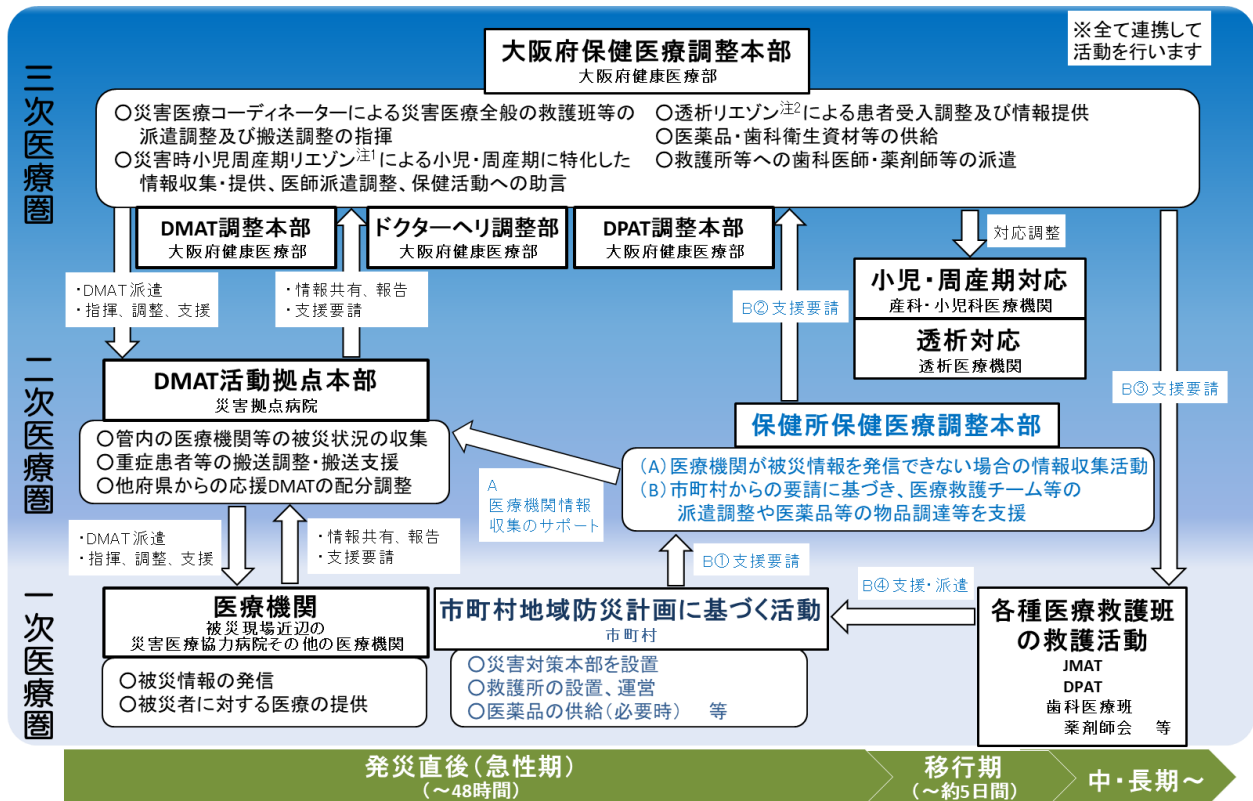 ※全て連携して
活動を行います
三次医療圏
大阪府保健医療調整本部
大阪府健康医療部
○災害医療コーディネーターによる災害医療全般の救護班等の
派遣調整及び搬送調整の指揮
○災害時小児周産期リエゾン注1による小児・周産期に特化した
情報収集・提供、医師派遣調整、保健活動への助言
○透析リエゾン注2による患者受入調整及び情報提供
○医薬品・歯科衛生資材等の供給
○救護所等への歯科医師・薬剤師等の派遣
DMAT調整本部
大阪府健康医療部
ドクターヘリ調整部
大阪府健康医療部
DPAT調整本部
大阪府健康医療部
・DMAT派遣
・指揮、調整、支援
・情報共有、報告
・支援要請
B②支援要請
対応調整
小児・周産期対応
産科・小児科医療機関
透析対応
透析医療機関
B③支援要請
二次医療圏
DMAT活動拠点本部
災害拠点病院
○管内の医療機関等の被災状況の収集
○重症患者等の搬送調整・搬送支援
○他府県からの応援DMATの配分調整
保健所保健医療調整本部
(A)医療機関が被災情報を発信できない場合の情報収集活動
(B)市町村からの要請に基づき、医療救護チーム等の
派遣調整や医薬品等の物品調達等を支援
A
医療機関情報
収集のサポート
・DMAT派遣
・指揮、調整、支援
・情報共有、報告
・支援要請
B①支援要請
B④支援・派遣
一次医療圏
医療機関
被災現場近辺の
災害医療協力病院その他の医療機関
○被災情報の発信
○被災者に対する医療の提供
市町村地域防災計画に基づく活動
市町村
○災害対策本部を設置
○救護所の設置、運営
○医薬品の供給(必要時) 等
各種医療救護班
の救護活動
JMAT
DPAT
歯科医療班
薬剤師会 等
発災直後(急性期)
(~48時間)
移行期
(~約5日間)
中・長期~